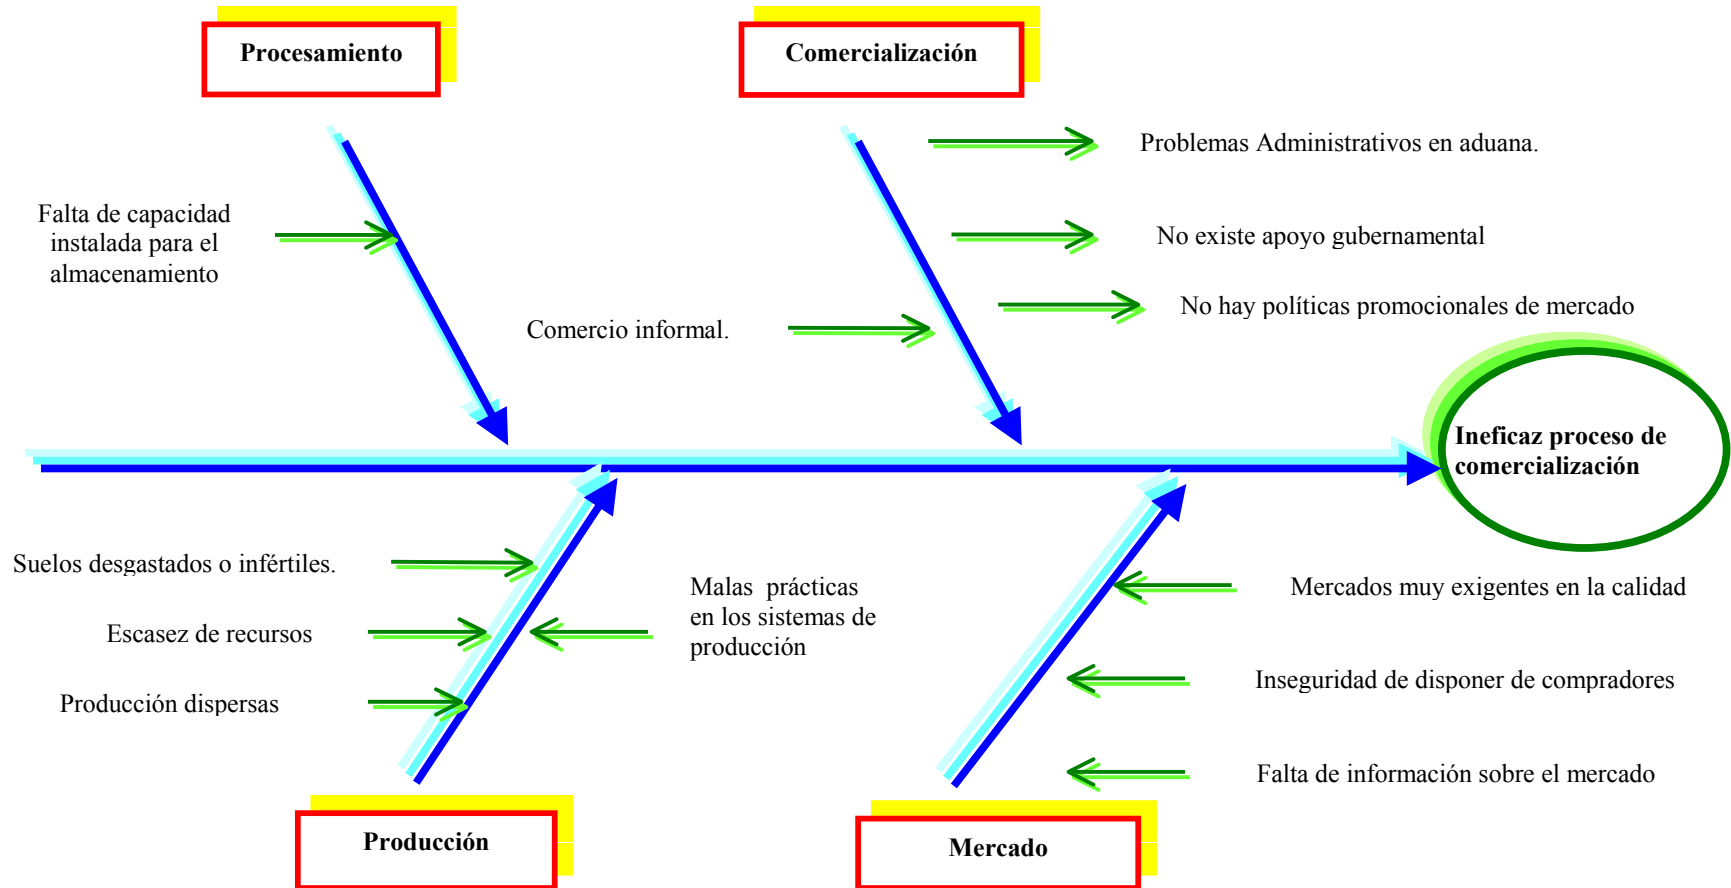 Procesamiento
Comercialización
Problemas Administrativos en aduana.
Falta de capacidad
instalada para el
almacenamiento
No existe apoyo gubernamental
No hay políticas promocionales de mercado
Comercio informal.
Ineficaz proceso de
comercialización
Suelos desgastados o infértiles.
Malas prácticas
en los sistemas de
producción
Mercados muy exigentes en la calidad
Escasez de recursos
Inseguridad de disponer de compradores
Producción dispersas
Falta de información sobre el mercado
Producción
Mercado